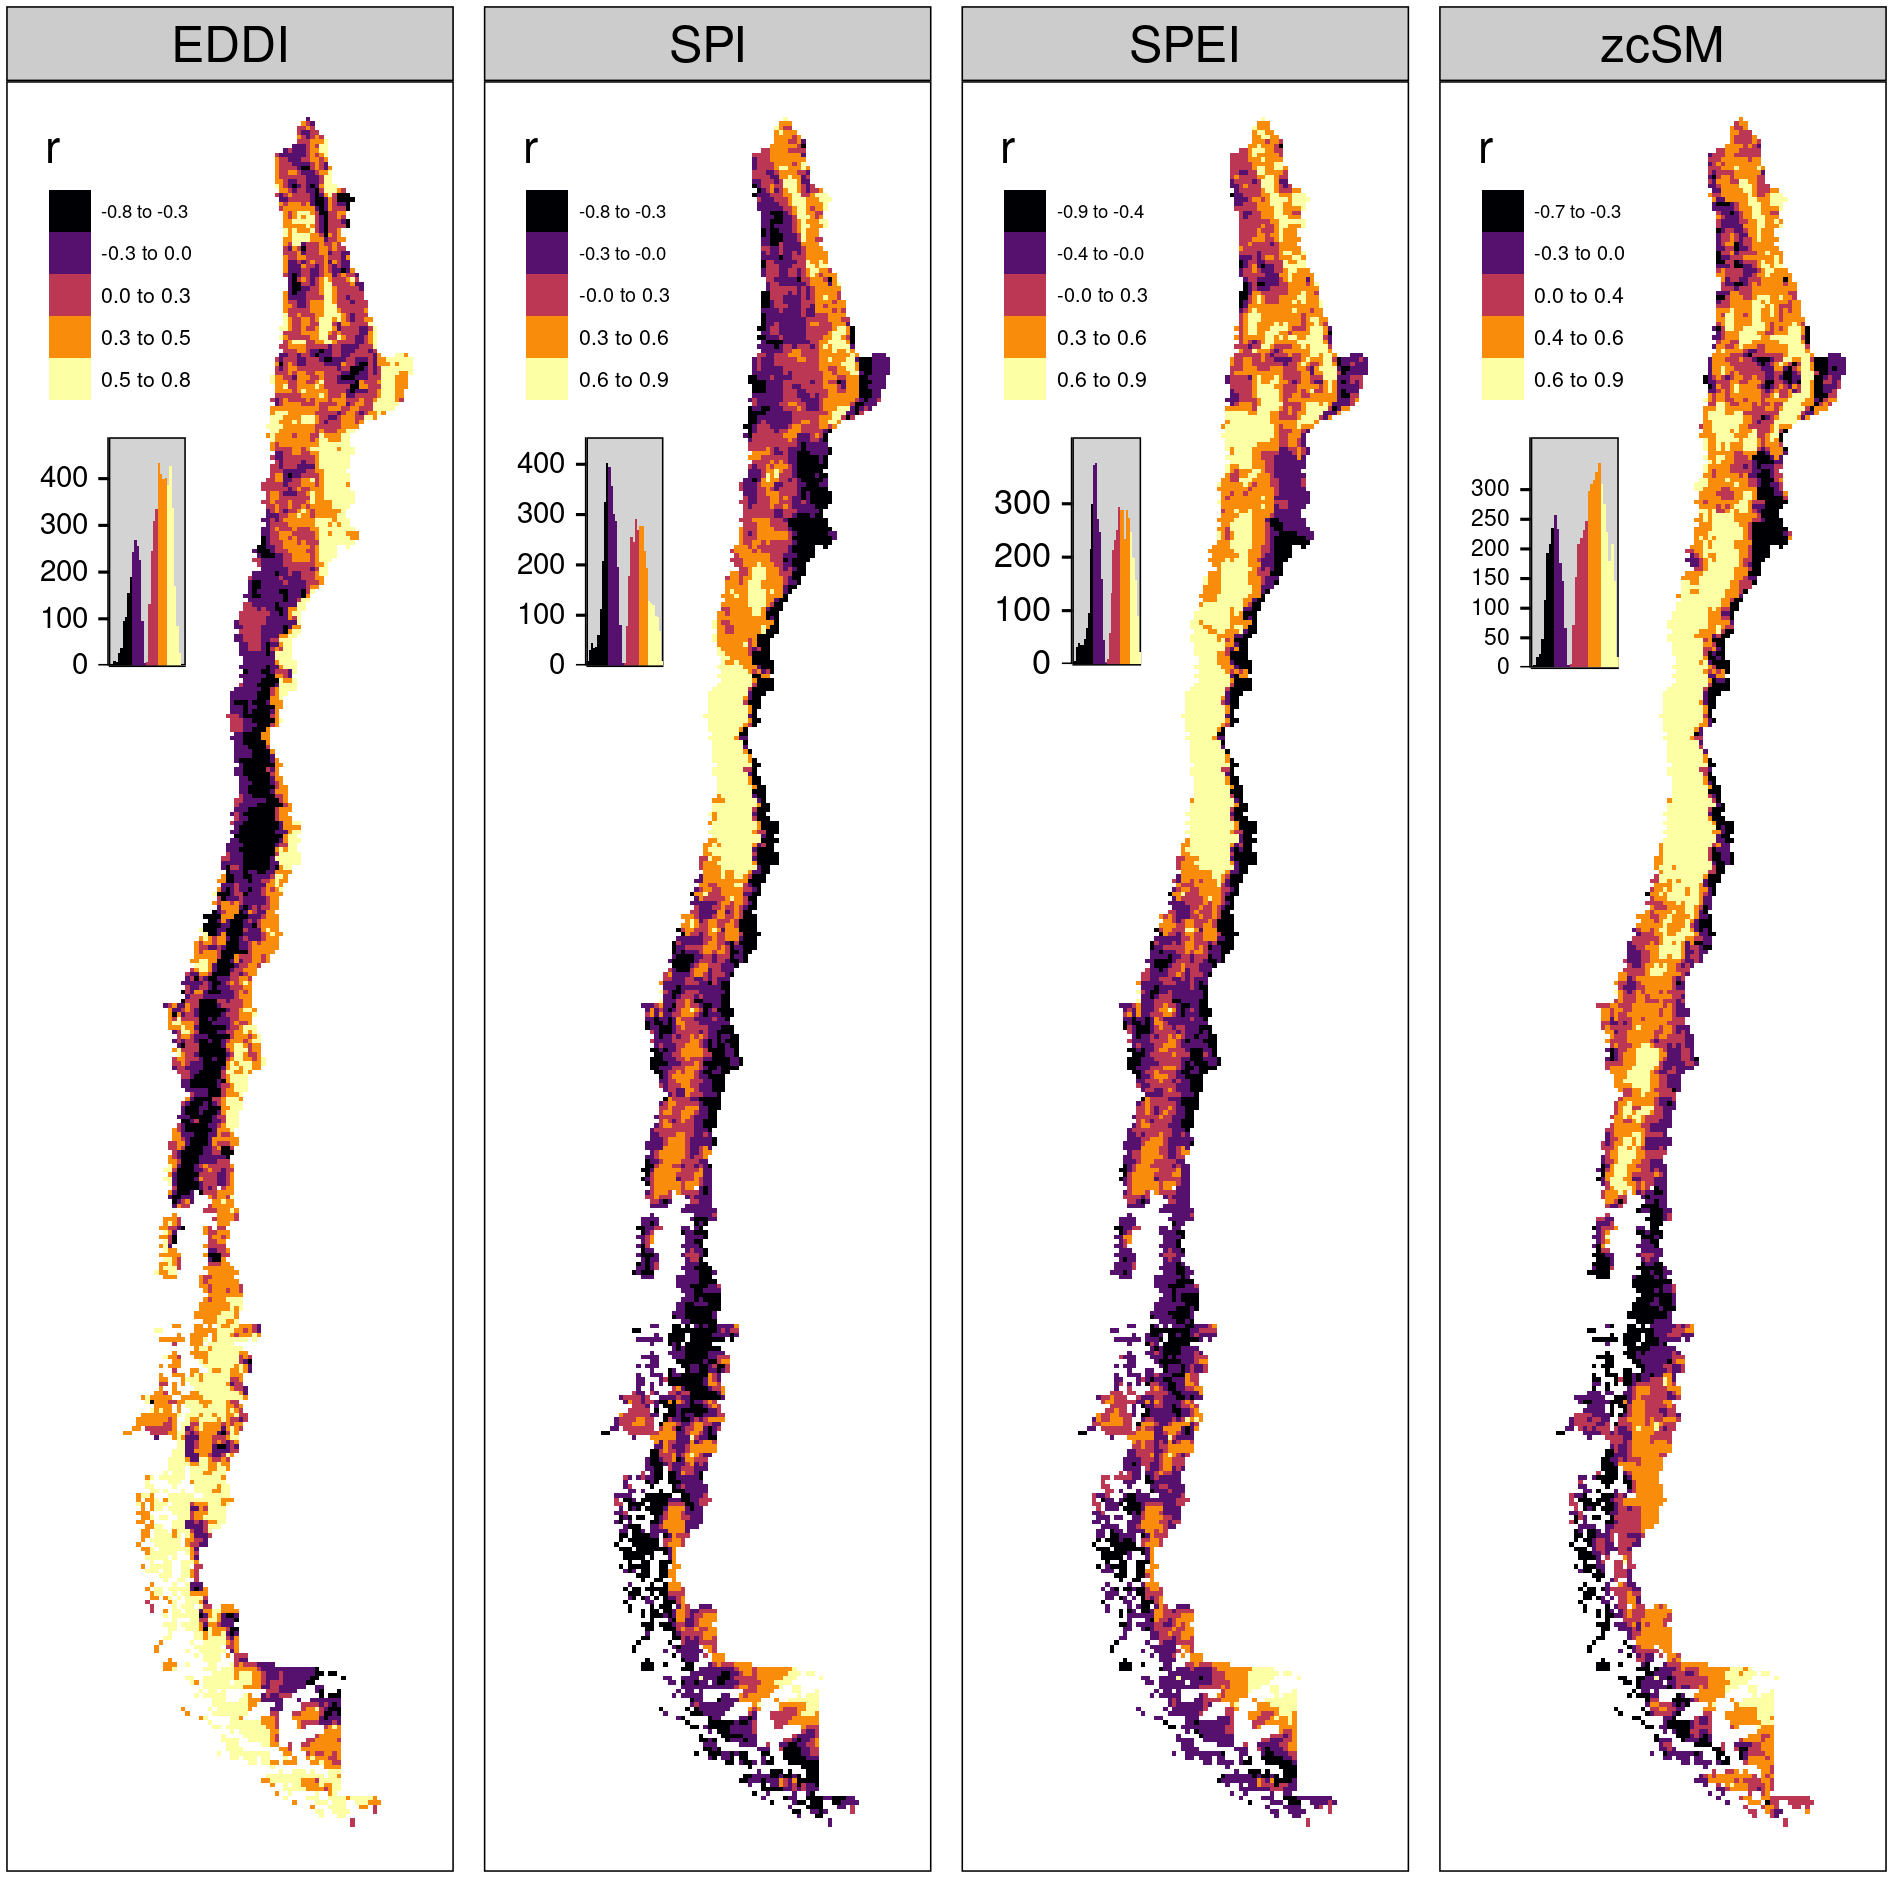 EDDI
r
-0.8 to -0.3
-0.3 to 0.0
0.0 to 0.3
0.3 to 0.5
0.5 to 0.8
400
300
200
100
0
SPI
r
-0.8 to -0.3
-0.3 to -0.0
-0.0 to 0.3
0.3 to 0.6
0.6 to 0.9
400
300
200
100
0
SPEI
r
-0.9 to -0.4
-0.4 to -0.0
-0.0 to 0.3
0.3 to 0.6
0.6 to 0.9
300
200
100
0
zcSM
r
-0.7 to -0.3
-0.3 to 0.0
0.0 to 0.4
0.4 to 0.6
0.6 to 0.9
300
250
200
150
100
50
0